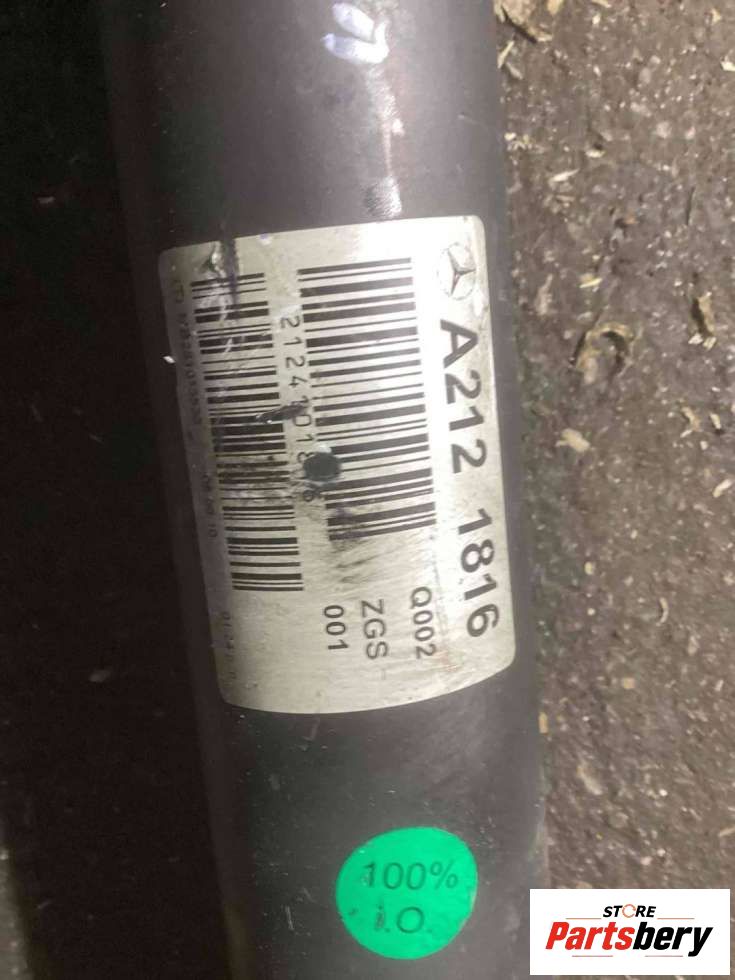 A212 1816
Q002
ZGS
001
100%
i.O.
STORE
Partsbery